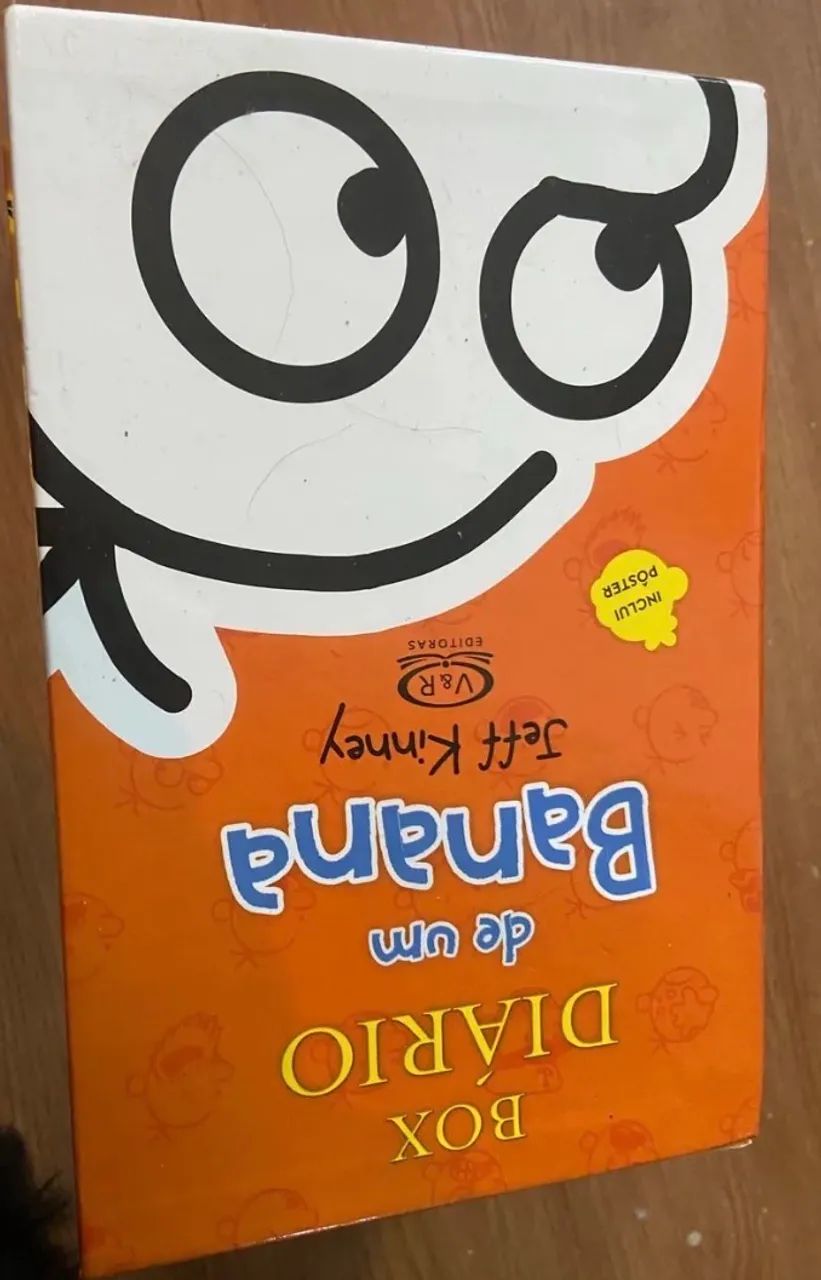 BOX
DIÁRIO
de um
Banana
Jeff Kinney
V&R
EDITORAS
INCLUI
PÔSTER